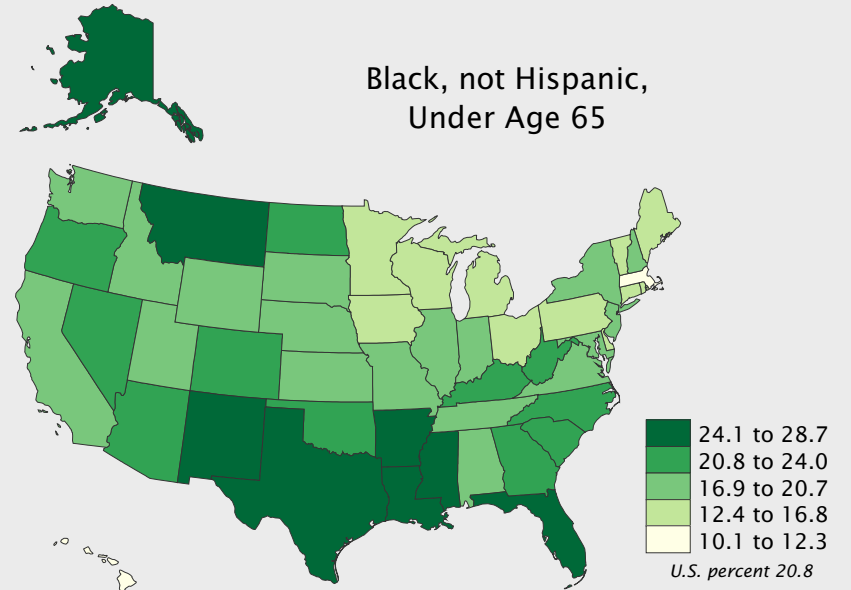 Black, not Hispanic,
Under Age 65
24.1 to 28.7
20.8 to 24.0
16.9 to 20.7
12.4 to 16.8
10.1 to 12.3
U.S. percent 20.8